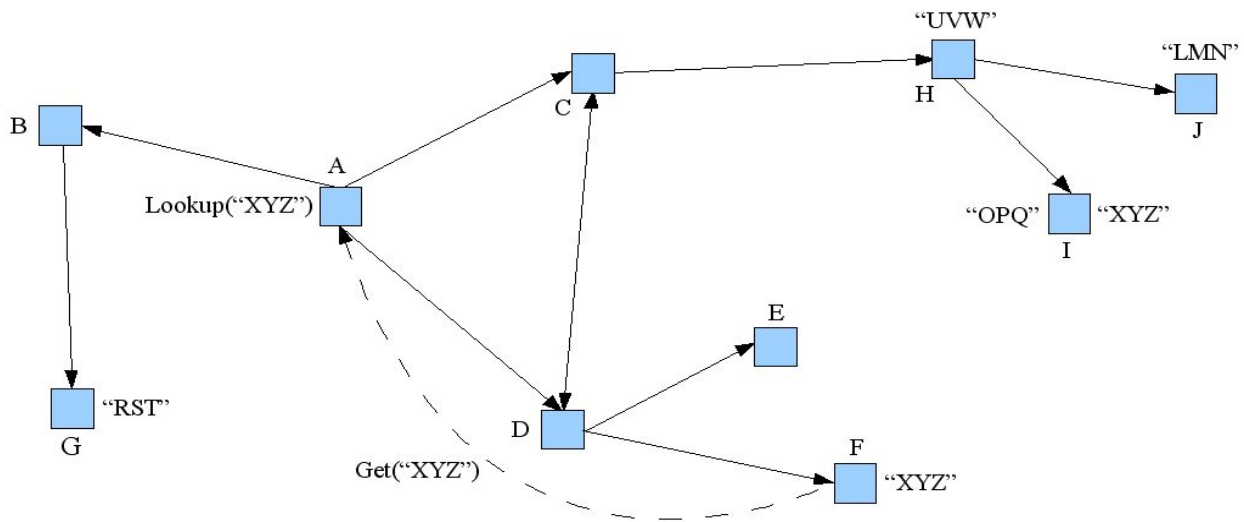 “UVW”
“LMN”
C
H
B
J
A
Lookup(“XYZ”)
“OPQ”
“XYZ”
I
E
“RST”
G
D
F
Get(“XYZ”)
“XYZ”